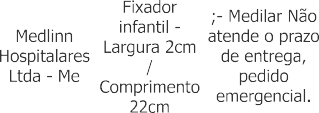 Medlinn
Hospitalares
Ltda - Me
Fixador
infantil -
Largura 2cm
/
Comprimento
22cm
;- Medilar Não
atende o prazo
de entrega,
pedido
emergencial.